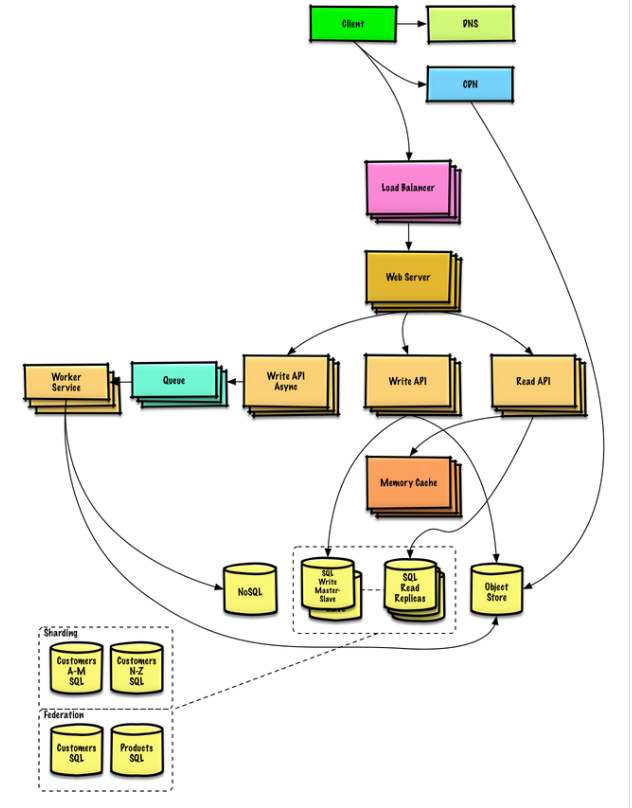 Client
DNS
CDN
Load Balancer
Web Server
Worker
Service
Queue
Write API
Async
Write API
Read API
Memory Cache
NoSQL
SQL
Write
Master-
Slave
SQL
Read
Replicas
Object
Store
Sharding
Customers
A-M
SQL
Customers
N-Z
SQL
Federation
Customers
SQL
Products
SQL